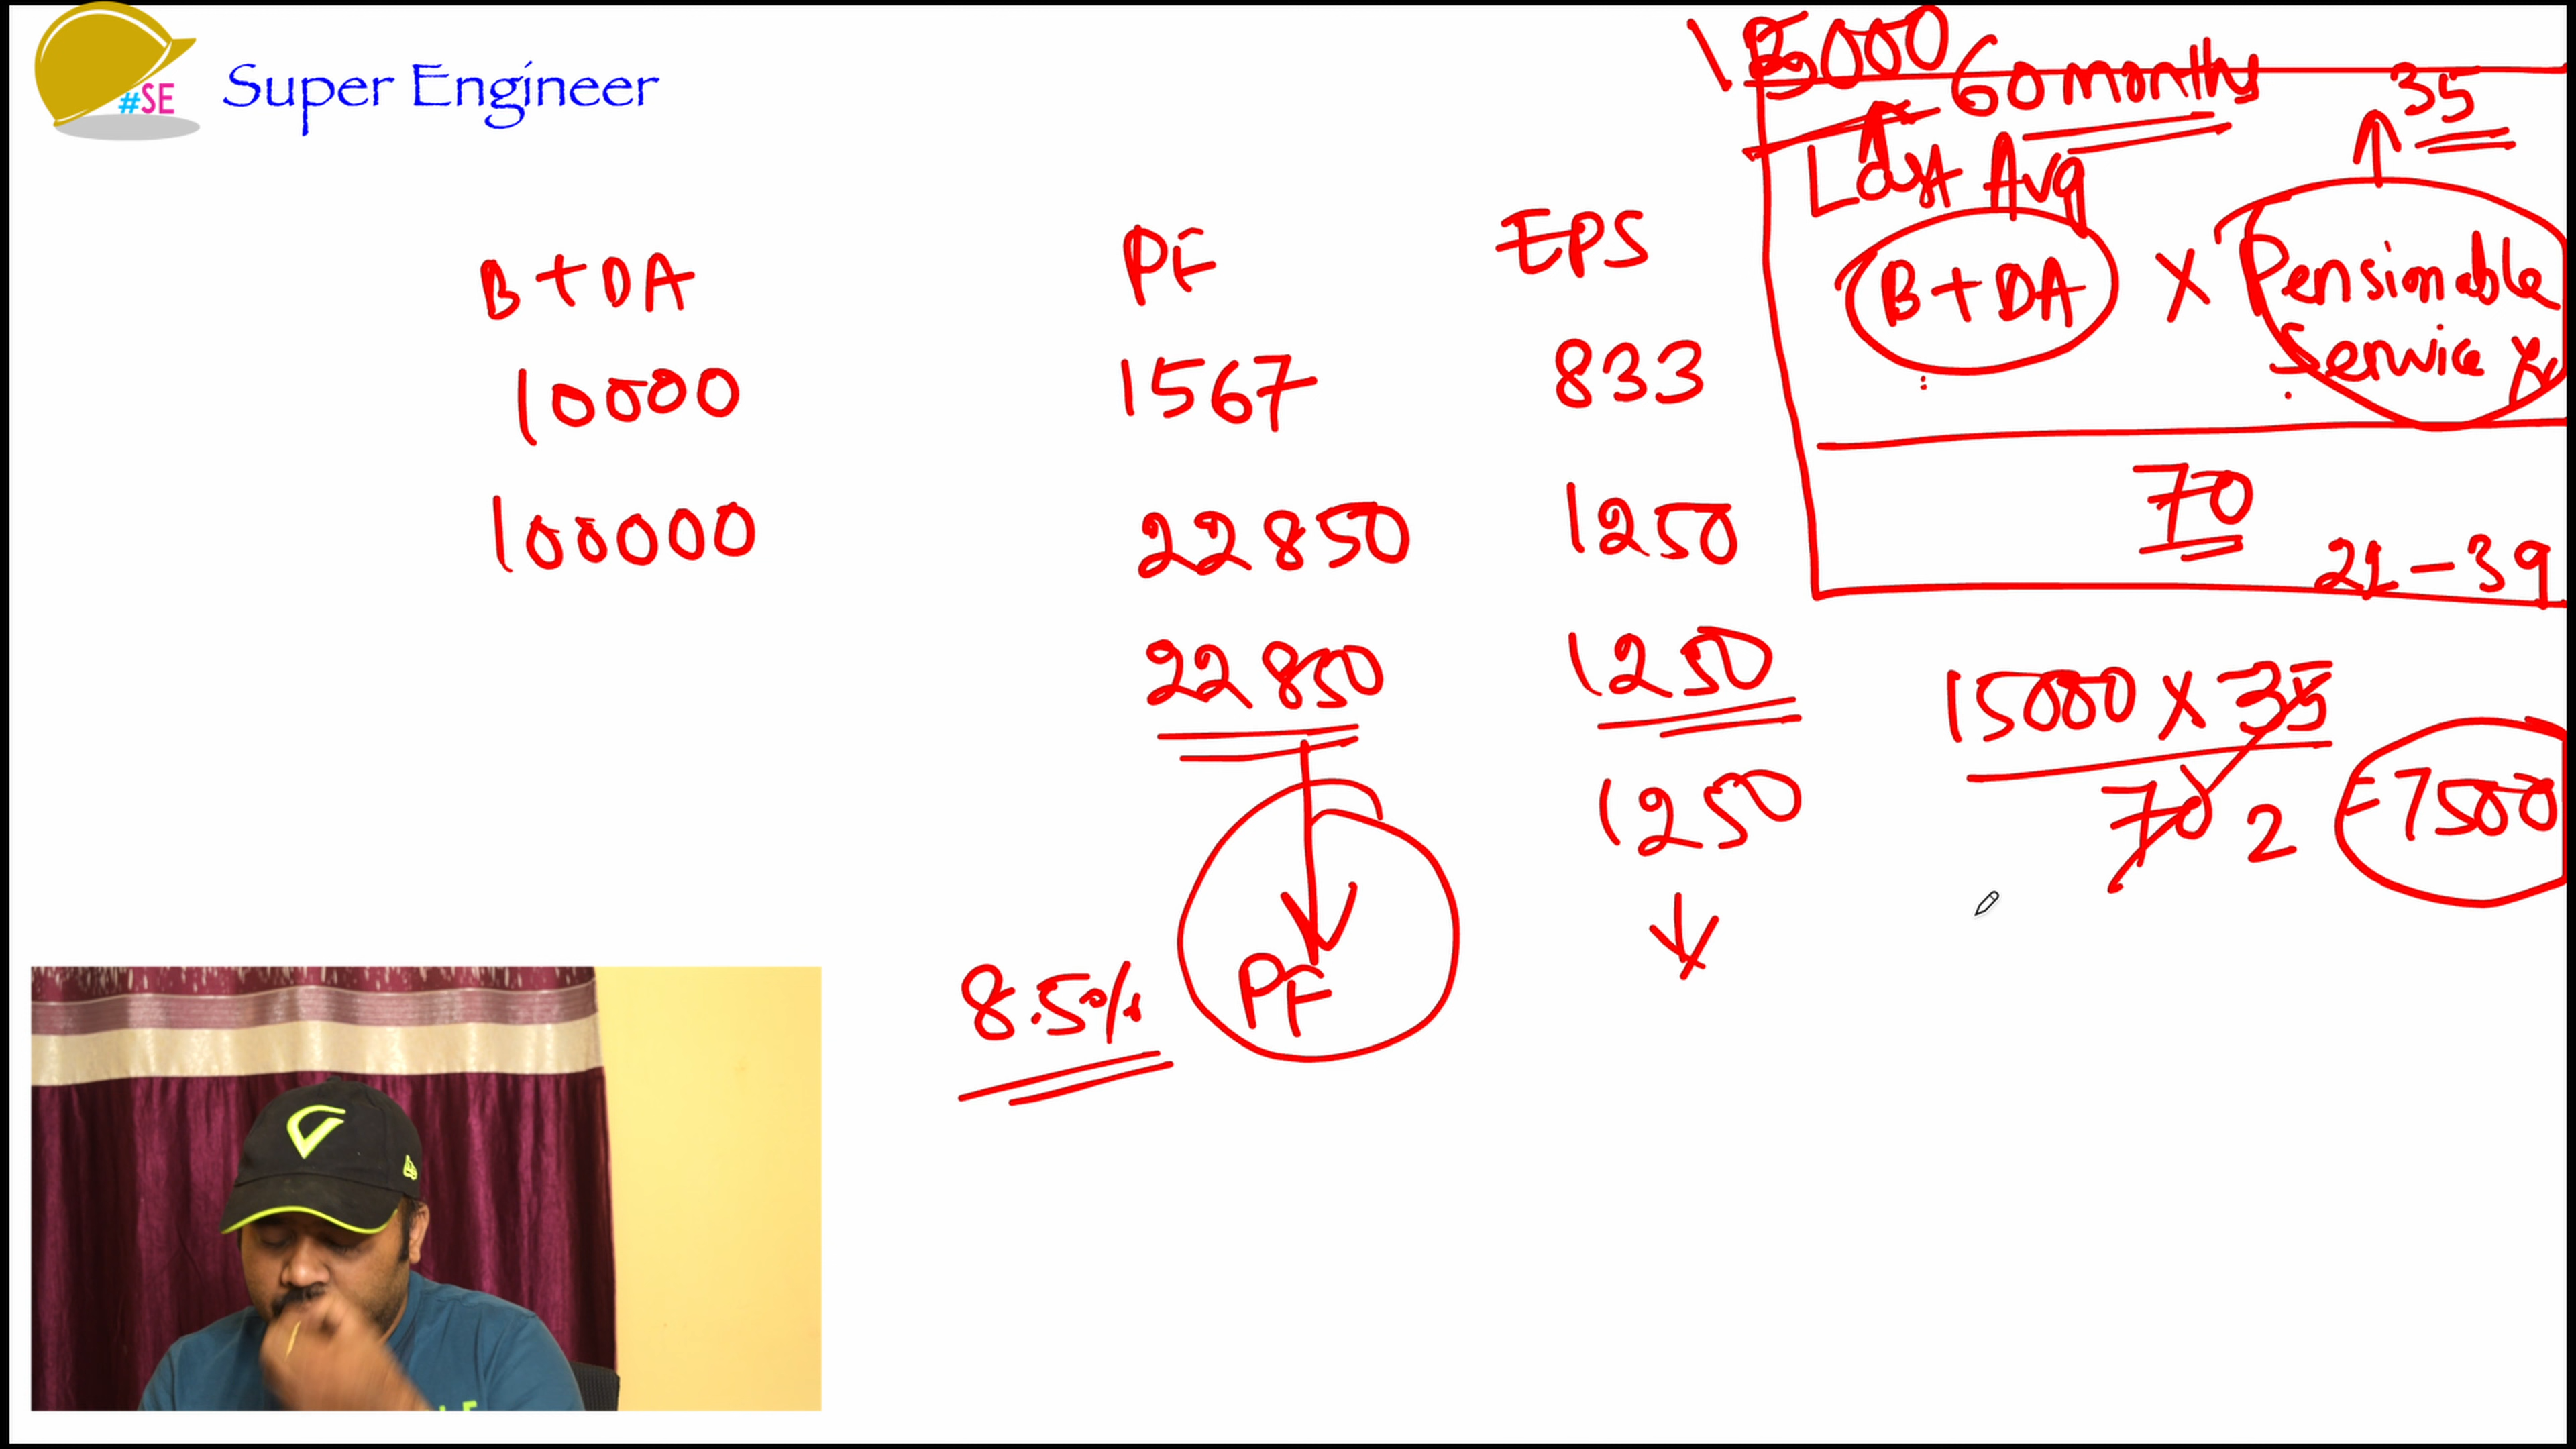 #SE
Super Engineer
B + DA PF EPS
10000 1567 833
100000 22850 1250
22850 1250
1250
PF
8.5%
15000
60 months
35
Last Avg
B + DA X Pensionable
Service
70
21-39
15000 X 35
70 2 = 7500